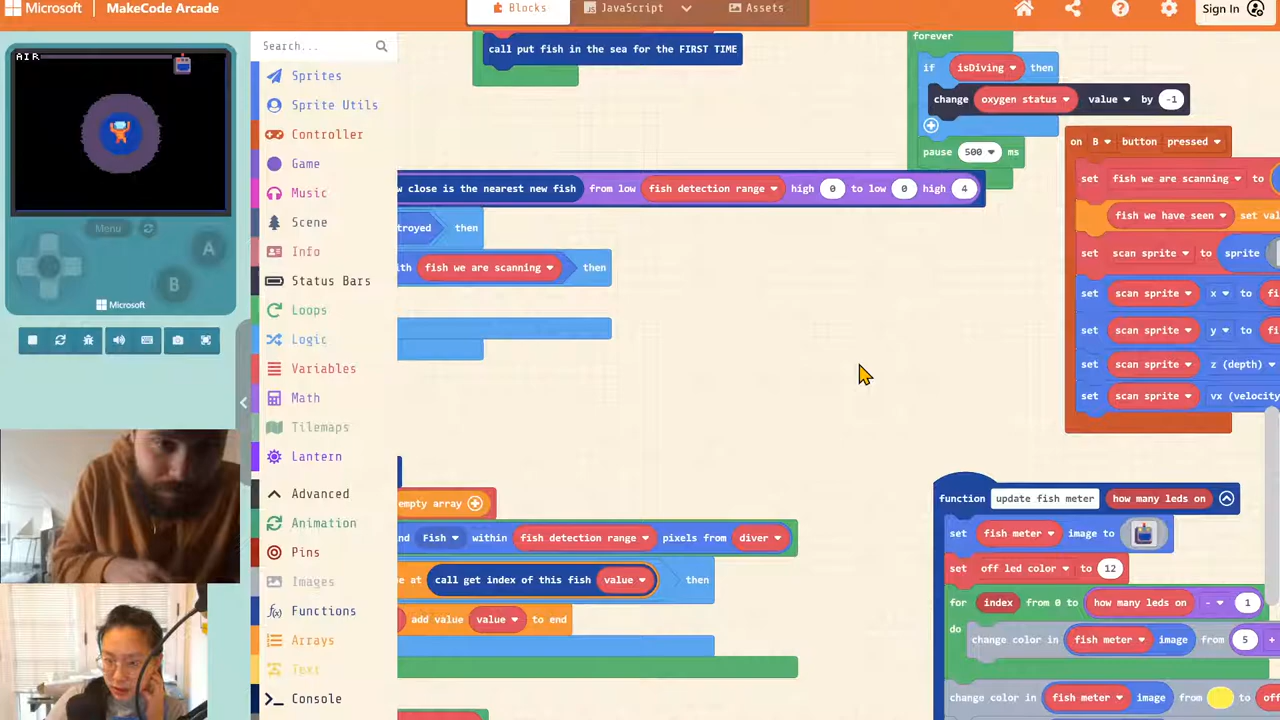 Microsoft
MakeCode Arcade
Blocks
JavaScript
Assets
Sign In
AIR
Menu
A
B
Microsoft
Search...
Sprites
Sprite Utils
Controller
Game
Music
Scene
Info
Status Bars
Loops
Logic
Variables
Math
Tilemaps
Lantern
Advanced
Animation
Pins
Images
Functions
Arrays
Text
Console
call put fish in the sea for the FIRST TIME
close is the nearest new fish from low fish detection range high 0 to low 0 high 4
then
fish we are scanning then
empty array
Fish within fish detection range pixels from diver
call get index of this fish value then
add value value to end
forever
if isDiving then
change oxygen status value by -1
pause 500 ms
on B button pressed
set fish we are scanning to
fish we have seen set
set scan sprite to sprite
set scan sprite x to
set scan sprite y to
set scan sprite z (depth)
set scan sprite vx
function update fish meter how many leds on
set fish meter image to
set off led color to 12
for index from 0 to how many leds on - 1
do change color in fish meter image from 5 +
change color in fish meter image from to